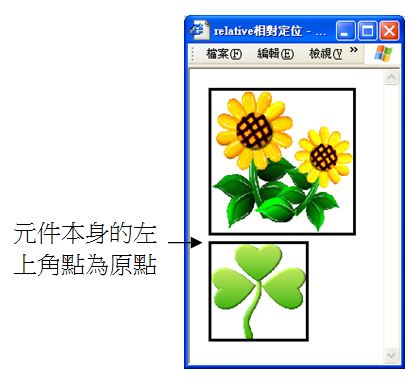 relative相對定位 - ...
檔案(F) 編輯(E) 檢視(V) »
元件本身的左
上角點為原點